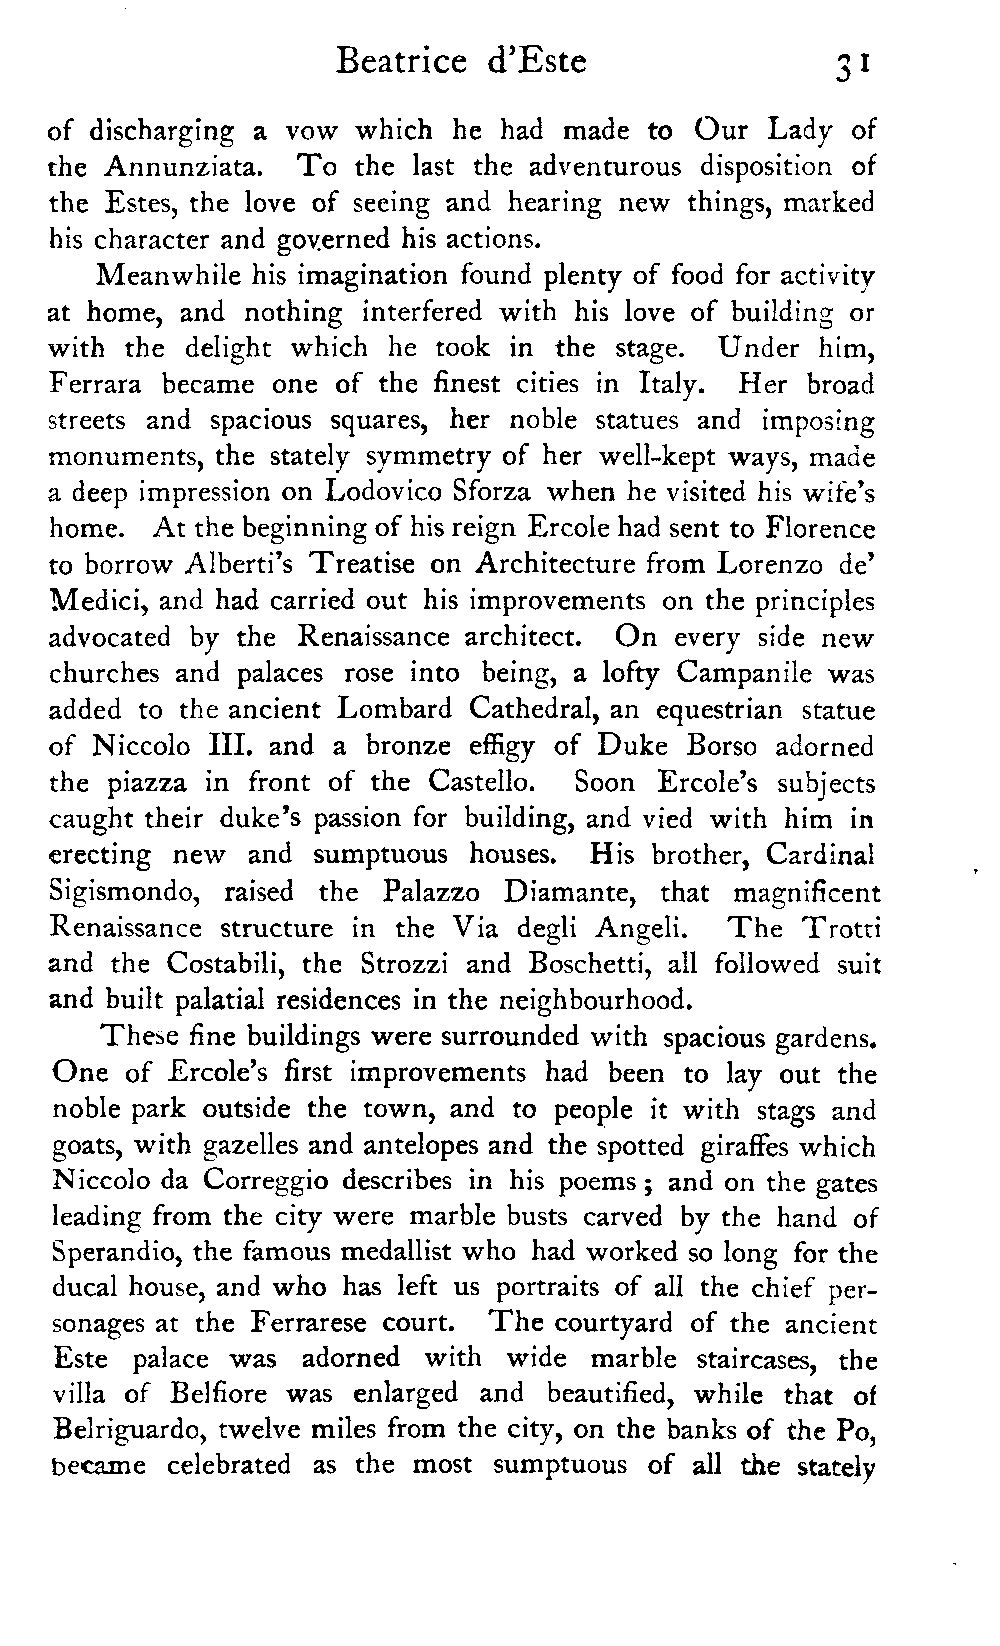 Beatrice d'Este 31
of discharging a vow which he had made to Our Lady of
the Annunziata. To the last the adventurous disposition of
the Estes, the love of seeing and hearing new things, marked
his character and governed his actions.
Meanwhile his imagination found plenty of food for activity
at home, and nothing interfered with his love of building or
with the delight which he took in the stage. Under him,
Ferrara became one of the finest cities in Italy. Her broad
streets and spacious squares, her noble statues and imposing
monuments, the stately symmetry of her well-kept ways, made
a deep impression on Lodovico Sforza when he visited his wife's
home. At the beginning of his reign Ercole had sent to Florence
to borrow Alberti's Treatise on Architecture from Lorenzo de'
Medici, and had carried out his improvements on the principles
advocated by the Renaissance architect. On every side new
churches and palaces rose into being, a lofty Campanile was
added to the ancient Lombard Cathedral, an equestrian statue
of Niccolo III. and a bronze effigy of Duke Borso adorned
the piazza in front of the Castello. Soon Ercole's subjects
caught their duke's passion for building, and vied with him in
erecting new and sumptuous houses. His brother, Cardinal
Sigismondo, raised the Palazzo Diamante, that magnificent
Renaissance structure in the Via degli Angeli. The Trotti
and the Costabili, the Strozzi and Boschetti, all followed suit
and built palatial residences in the neighbourhood.
These fine buildings were surrounded with spacious gardens.
One of Ercole's first improvements had been to lay out the
noble park outside the town, and to people it with stags and
goats, with gazelles and antelopes and the spotted giraffes which
Niccolo da Correggio describes in his poems; and on the gates
leading from the city were marble busts carved by the hand of
Sperandio, the famous medallist who had worked so long for the
ducal house, and who has left us portraits of all the chief per-
sonages at the Ferrarese court. The courtyard of the ancient
Este palace was adorned with wide marble staircases, the
villa of Belfiore was enlarged and beautified, while that of
Belriguardo, twelve miles from the city, on the banks of the Po,
became celebrated as the most sumptuous of all the stately